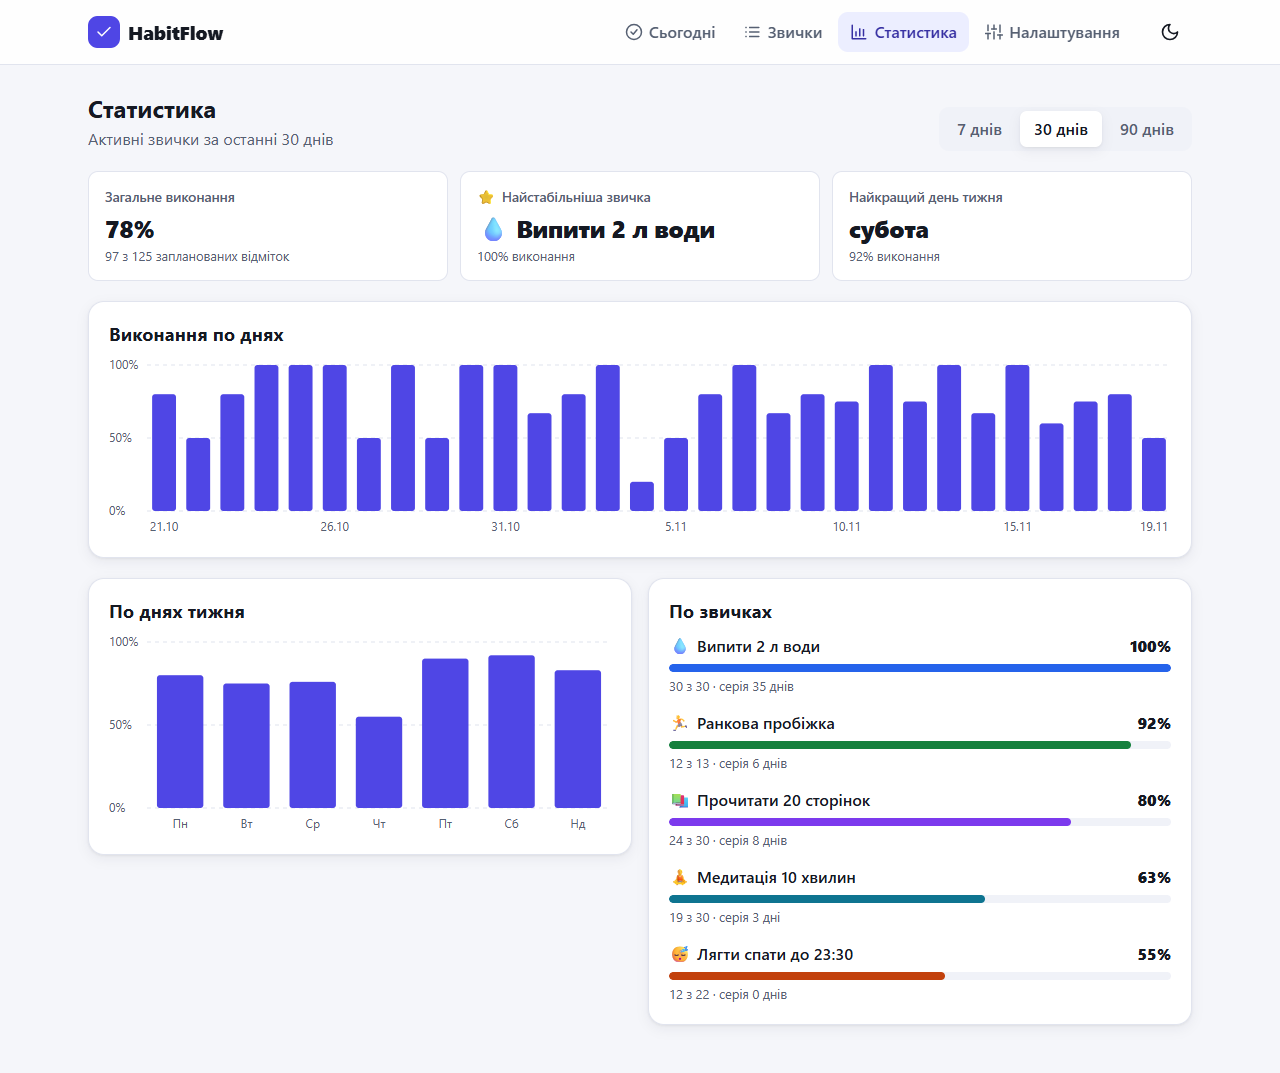 HabitFlow
Сьогодні
Звички
Статистика
Налаштування
Статистика
Активні звички за останні 30 днів
7 днів
30 днів
90 днів
Загальне виконання
78%
97 з 125 запланованих відміток
Найстабільніша звичка
Випити 2 л води
100% виконання
Найкращий день тижня
субота
92% виконання
Виконання по днях
100%
50%
0%
21.10 26.10 31.10 5.11 10.11 15.11 19.11
По днях тижня
100%
50%
0%
Пн Вт Ср Чт Пт Сб Нд
По звичках
Випити 2 л води 100%
30 з 30 · серія 35 днів
Ранкова пробіжка 92%
12 з 13 · серія 6 днів
Прочитати 20 сторінок 80%
24 з 30 · серія 8 днів
Медитація 10 хвилин 63%
19 з 30 · серія 3 дні
Лягти спати до 23:30 55%
12 з 22 · серія 0 днів